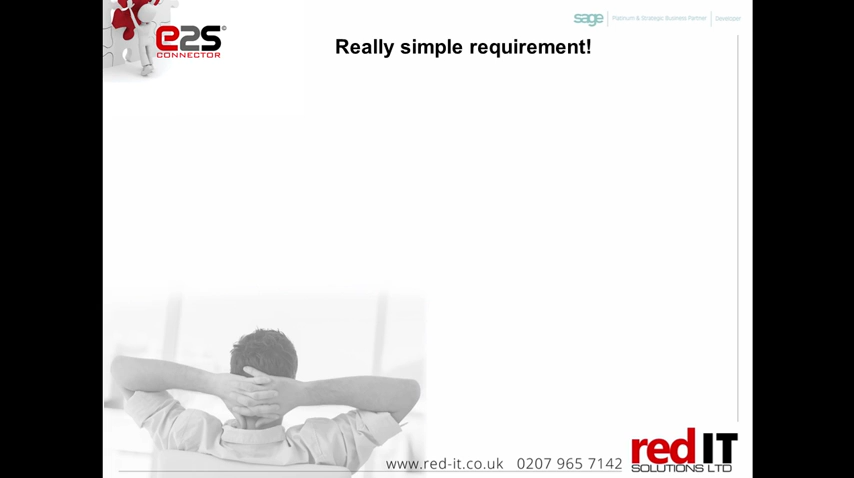 e2s©
CONNECTOR
sage Platinum & Strategic Business Partner Developer
Really simple requirement!
www.red-it.co.uk 0207 965 7142
red IT
SOLUTIONS LTD